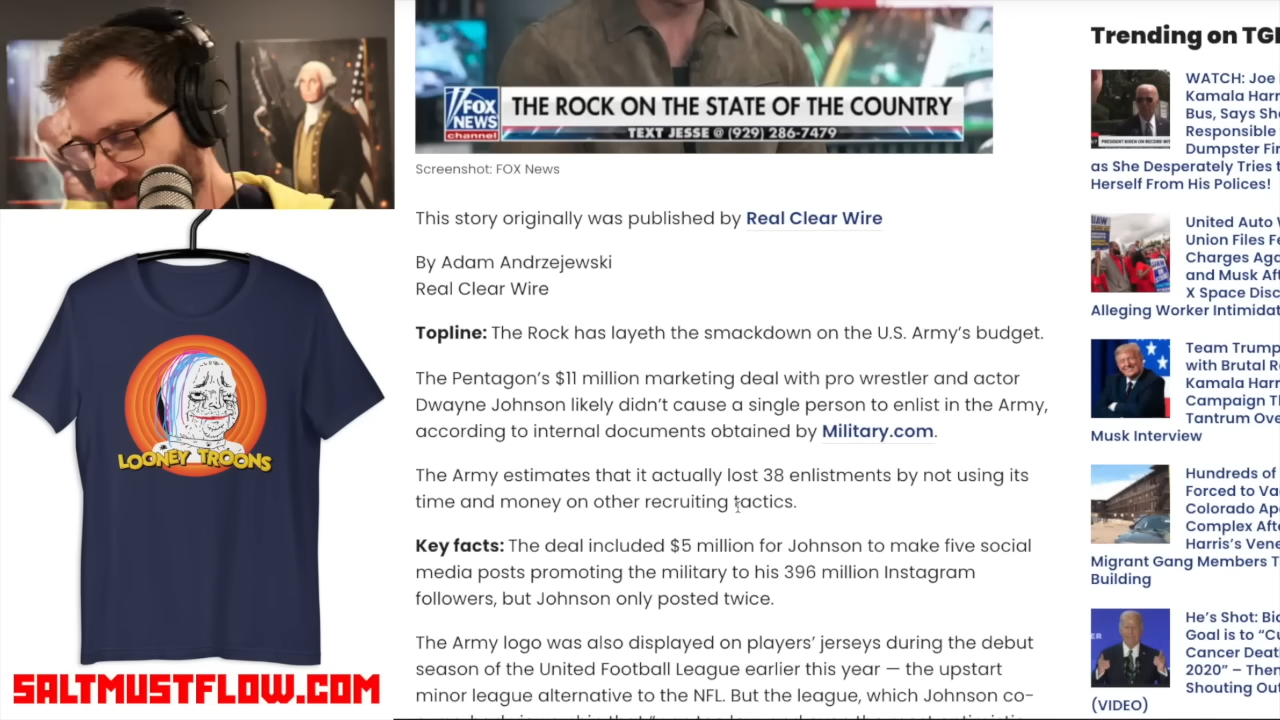 FOX
NEWS
channel
THE ROCK ON THE STATE OF THE COUNTRY
TEXT JESSE @ (929) 286-7479
Screenshot: FOX News
This story originally was published by Real Clear Wire
By Adam Andrzejewski
Real Clear Wire
Topline: The Rock has layeth the smackdown on the U.S. Army's budget.
The Pentagon's $11 million marketing deal with pro wrestler and actor
Dwayne Johnson likely didn't cause a single person to enlist in the Army,
according to internal documents obtained by Military.com.
The Army estimates that it actually lost 38 enlistments by not using its
time and money on other recruiting tactics.
Key facts: The deal included $5 million for Johnson to make five social
media posts promoting the military to his 396 million Instagram
followers, but Johnson only posted twice.
The Army logo was also displayed on players' jerseys during the debut
season of the United Football League earlier this year — the upstart
minor league alternative to the NFL. But the league, which Johnson co-
Trending on TG
WATCH: Joe
Kamala Harr
Bus, Says Sh
Responsible
Dumpster Fir
as She Desperately Tries t
Herself From His Polices!
United Auto
Union Files F
Charges Aga
and Musk Aft
X Space Disc
Alleging Worker Intimidat
Team Trump
with Brutal R
Kamala Harr
Campaign T
Tantrum Ove
Musk Interview
Hundreds of
Forced to Va
Colorado Ap
Complex Afte
Harris's Vene
Migrant Gang Members T
Building
He's Shot: Bid
Goal is to “Cu
Cancer Deat
2020” – Then
Shouting Out
(VIDEO)
LOONEY TROONS
SALTMUSTFLOW.COM